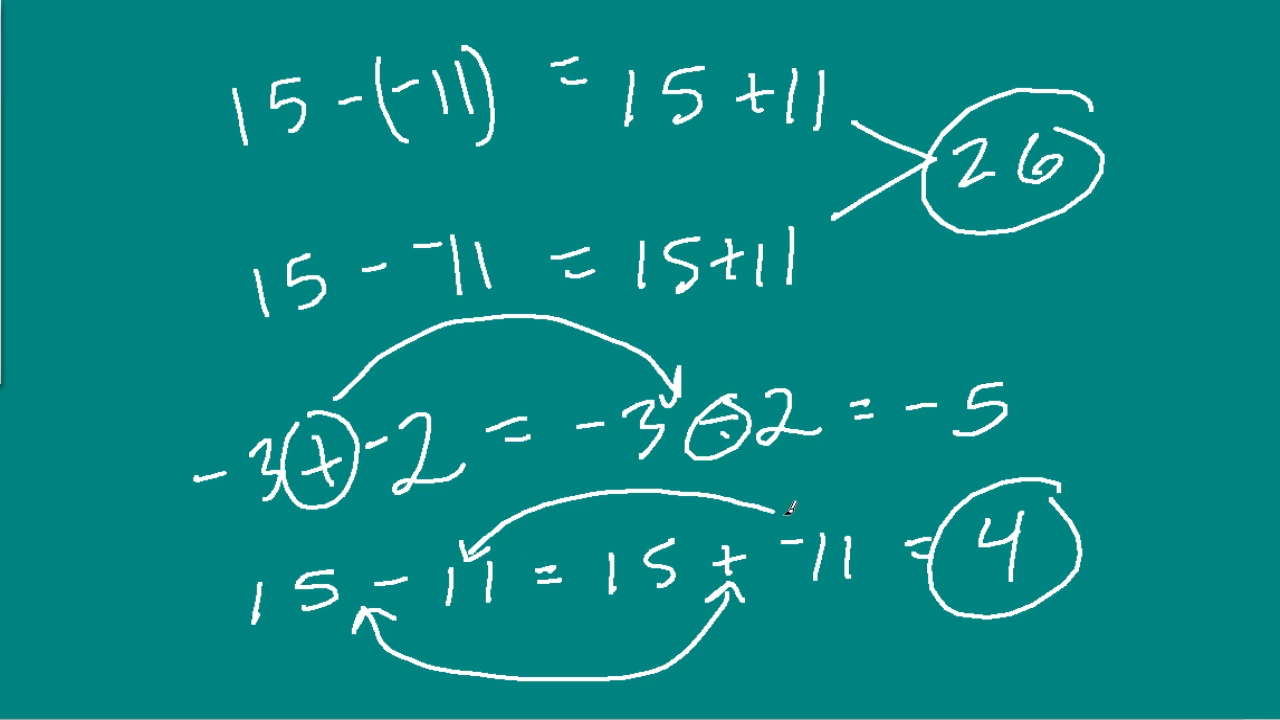 15 - (-11) = 15 + 11
26
15 - -11 = 15 + 11
-3 + -2 = -3 - 2 = -5
15 - 11 = 15 + -11 = 4